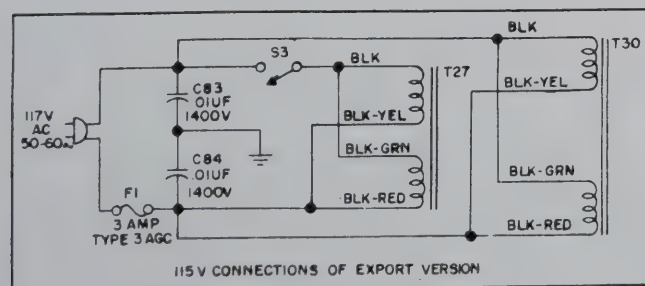 BLK
T30
S3
BLK
T27
BLK-YEL
117V
AC
50-60~
C83
.01UF
1400V
BLK-YEL
BLK-GRN
C84
.01UF
1400V
BLK-GRN
F1
3 AMP
TYPE 3 AGC
BLK-RED
BLK-RED
115V CONNECTIONS OF EXPORT VERSION